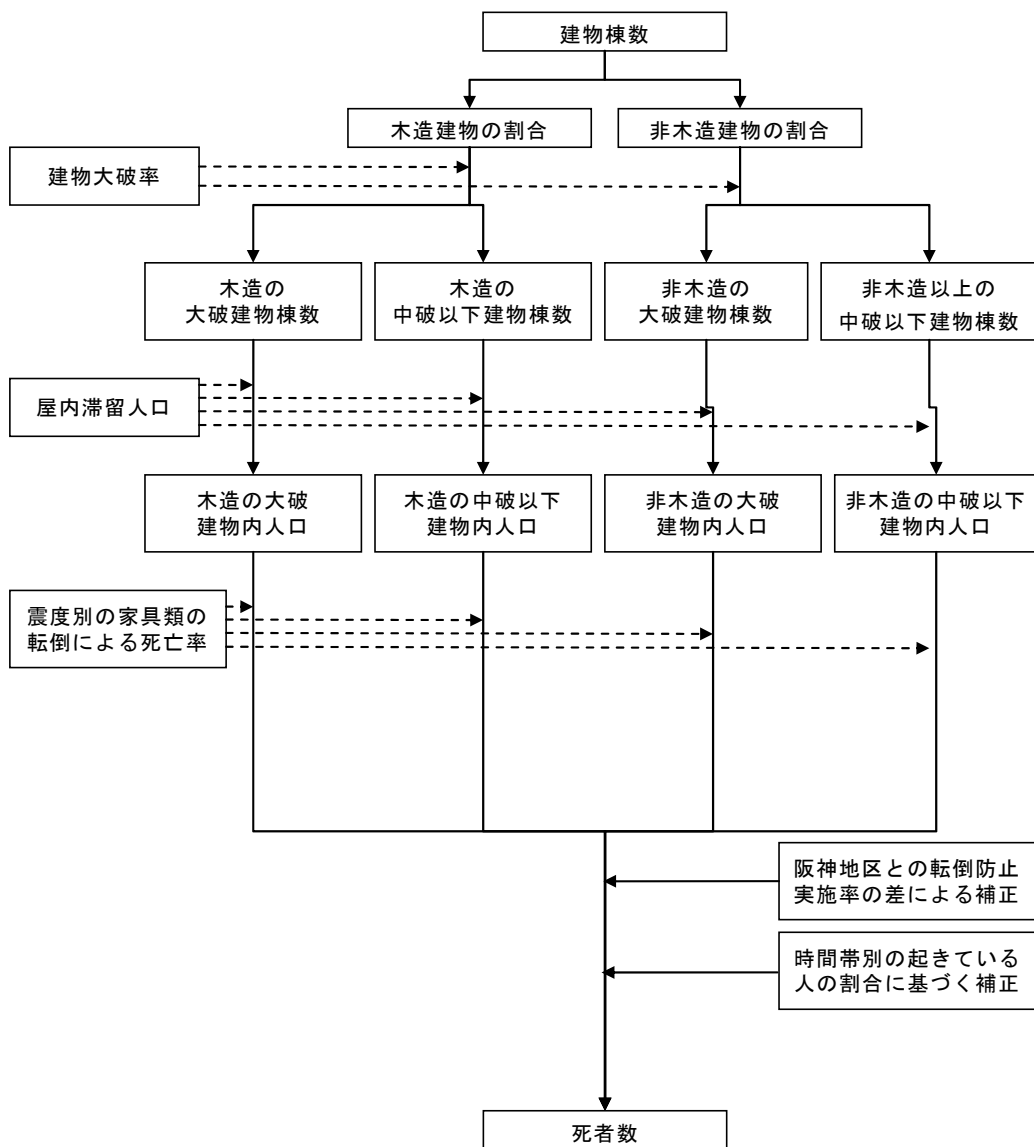 建物棟数
木造建物の割合
非木造建物の割合
建物大破率
木造の
大破建物棟数
木造の
中破以下建物棟数
非木造の
大破建物棟数
非木造以上の
中破以下建物棟数
屋内滞留人口
木造の大破
建物内人口
木造の中破以下
建物内人口
非木造の大破
建物内人口
非木造の中破以下
建物内人口
震度別の家具類の
転倒による死亡率
阪神地区との転倒防止
実施率の差による補正
時間帯別の起きている
人の割合に基づく補正
死者数